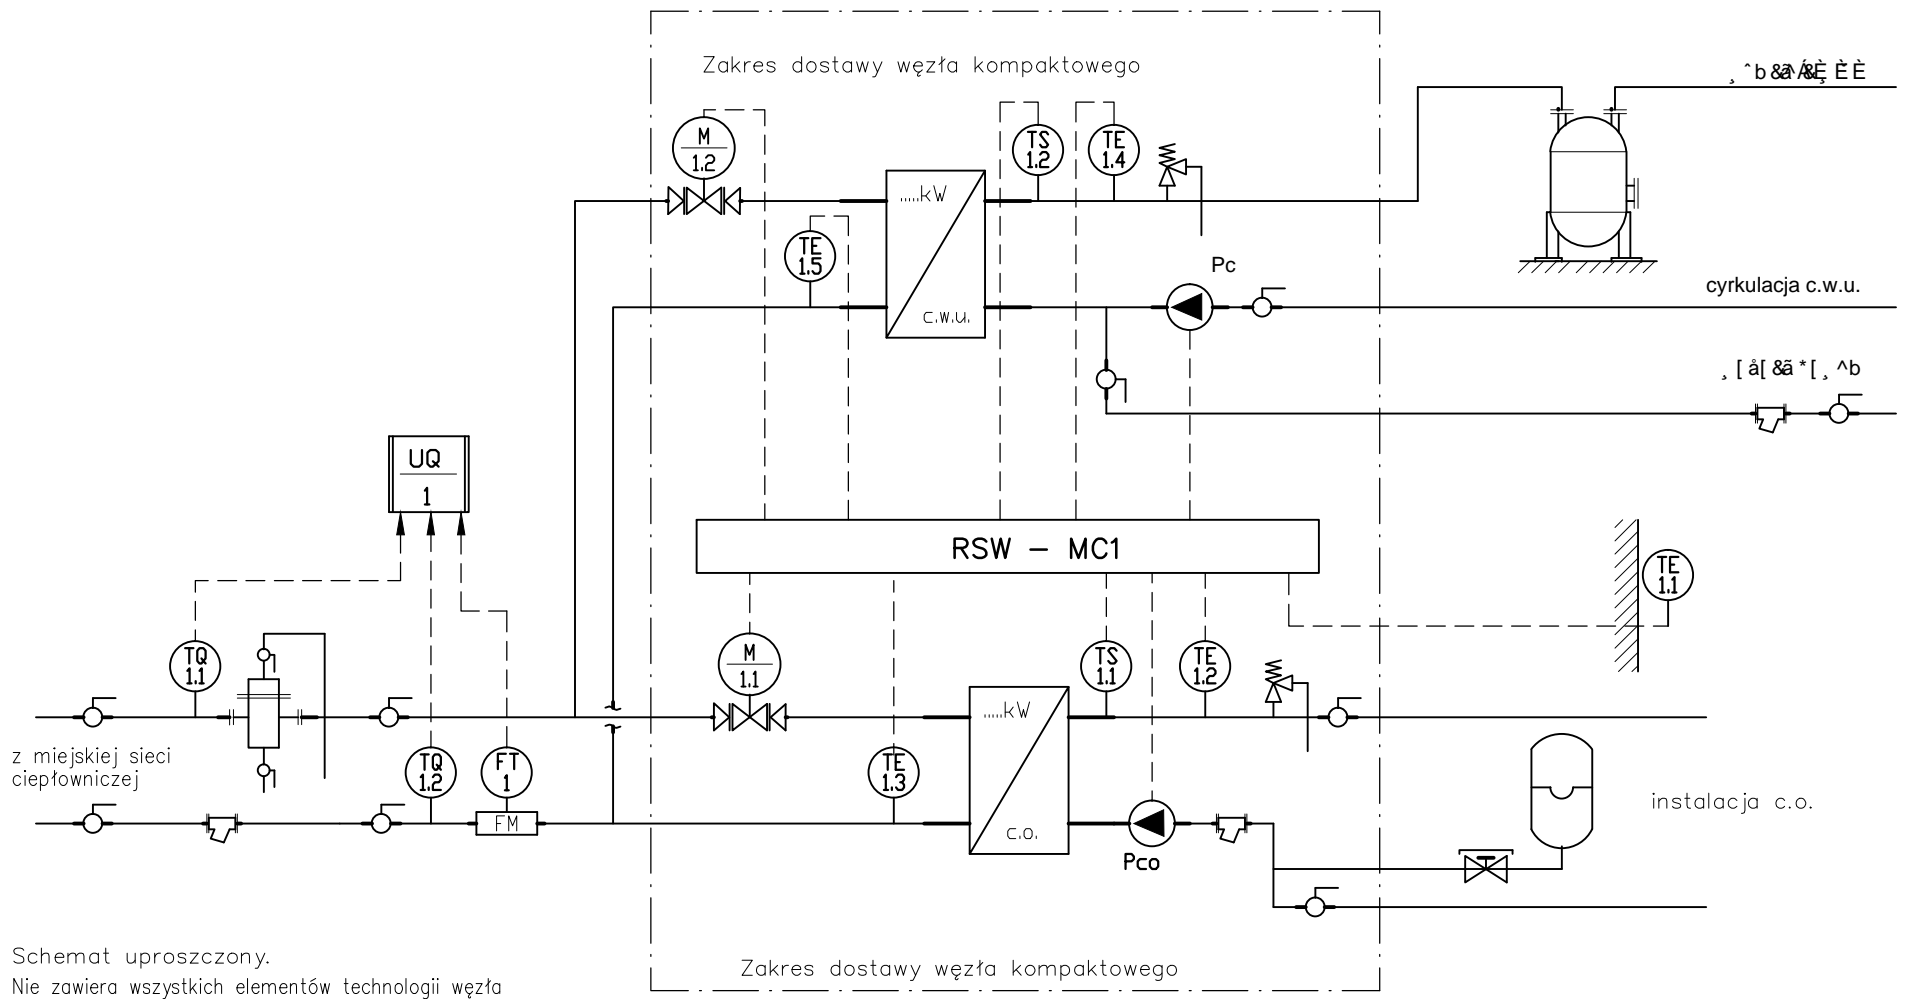 Zakres dostawy węzła kompaktowego
M
1.2
TS
1.2
TE
1.4
.....kW
TE
1.5
c.w.u.
Pc
cyrkulacja c.w.u.
UQ
1
RSW – MC1
TE
1.1
TQ
1.1
M
1.1
TS
1.1
TE
1.2
.....kW
z miejskiej sieci
ciepłowniczej
TQ
1.2
FT
1
FM
TE
1.3
c.o.
Pco
instalacja c.o.
Schemat uproszczony.
Nie zawiera wszystkich elementów technologii węzła
Zakres dostawy węzła kompaktowego